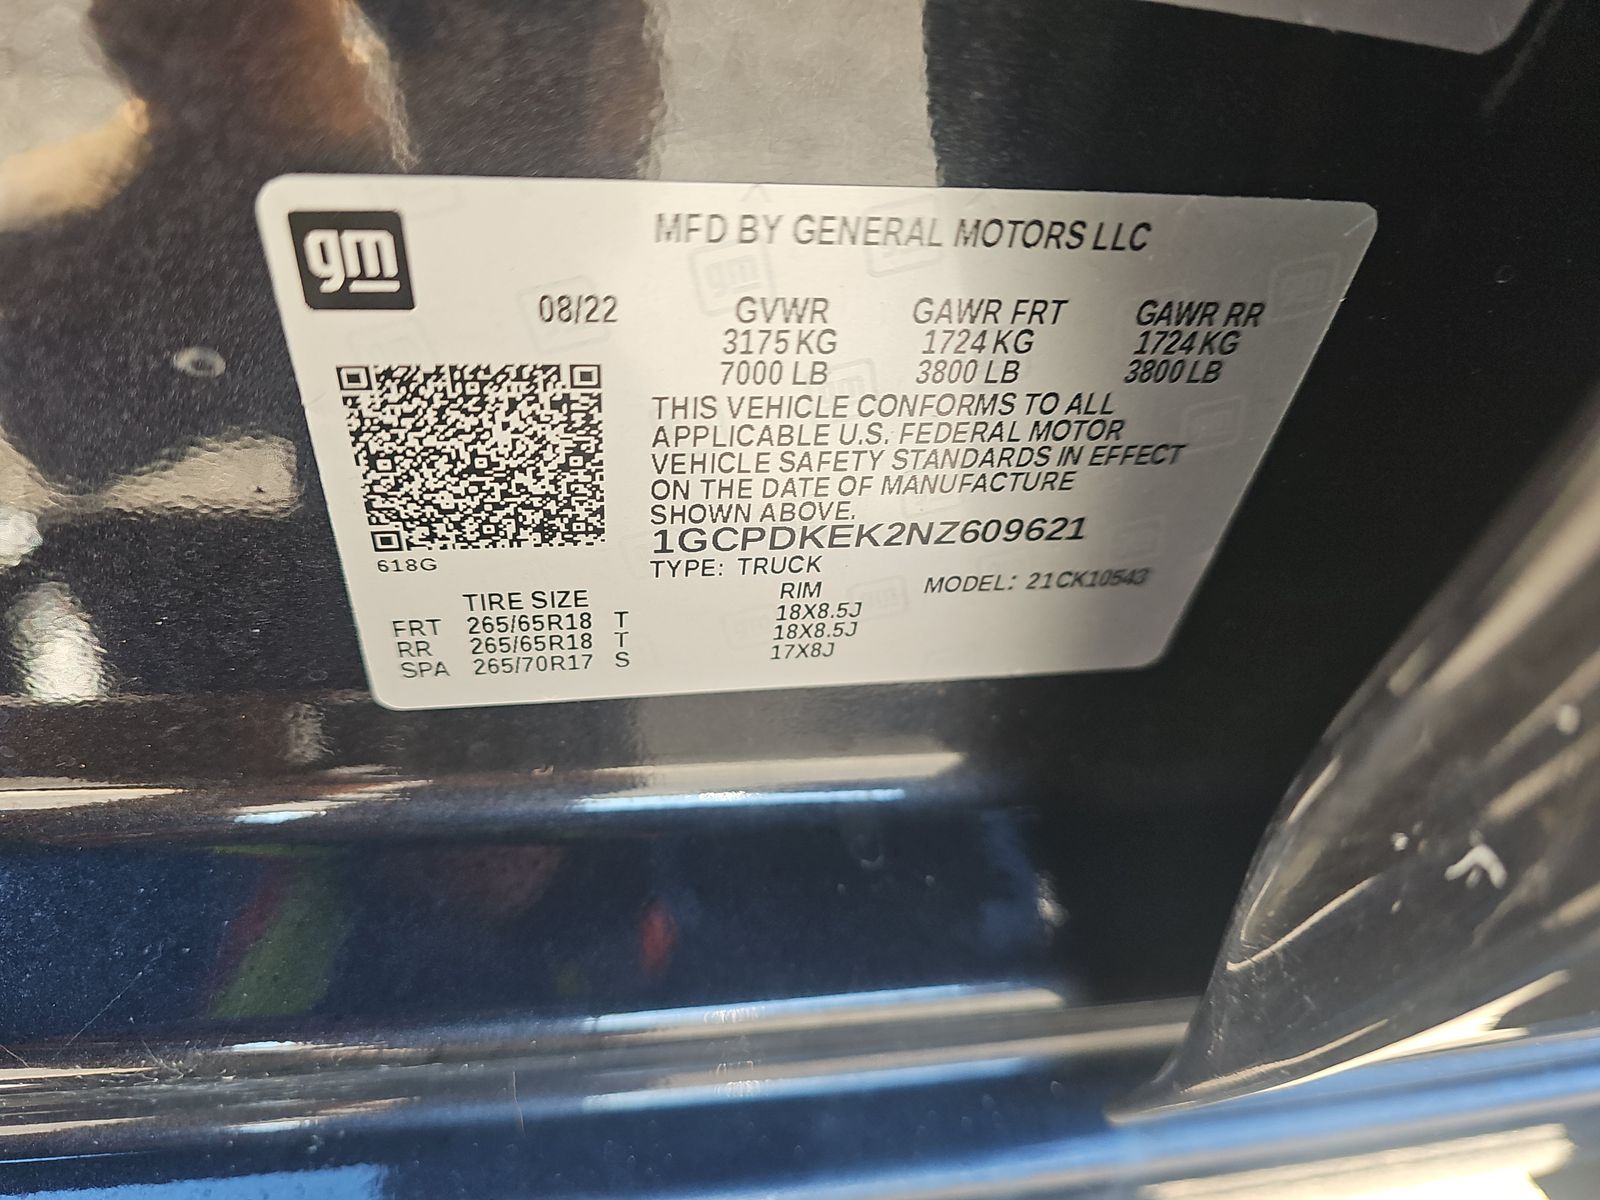 gm
MFD BY GENERAL MOTORS LLC
08/22 GVWR GAWR FRT GAWR RR
3175 KG 1724 KG 1724 KG
7000 LB 3800 LB 3800 LB
THIS VEHICLE CONFORMS TO ALL
APPLICABLE U.S. FEDERAL MOTOR
VEHICLE SAFETY STANDARDS IN EFFECT
ON THE DATE OF MANUFACTURE
SHOWN ABOVE.
1GCPDKEK2NZ609621
618G
TYPE: TRUCK MODEL: 21CK10543
TIRE SIZE RIM
FRT 265/65R18 T 18X8.5J
RR 265/65R18 T 18X8.5J
SPA 265/70R17 S 17X8J